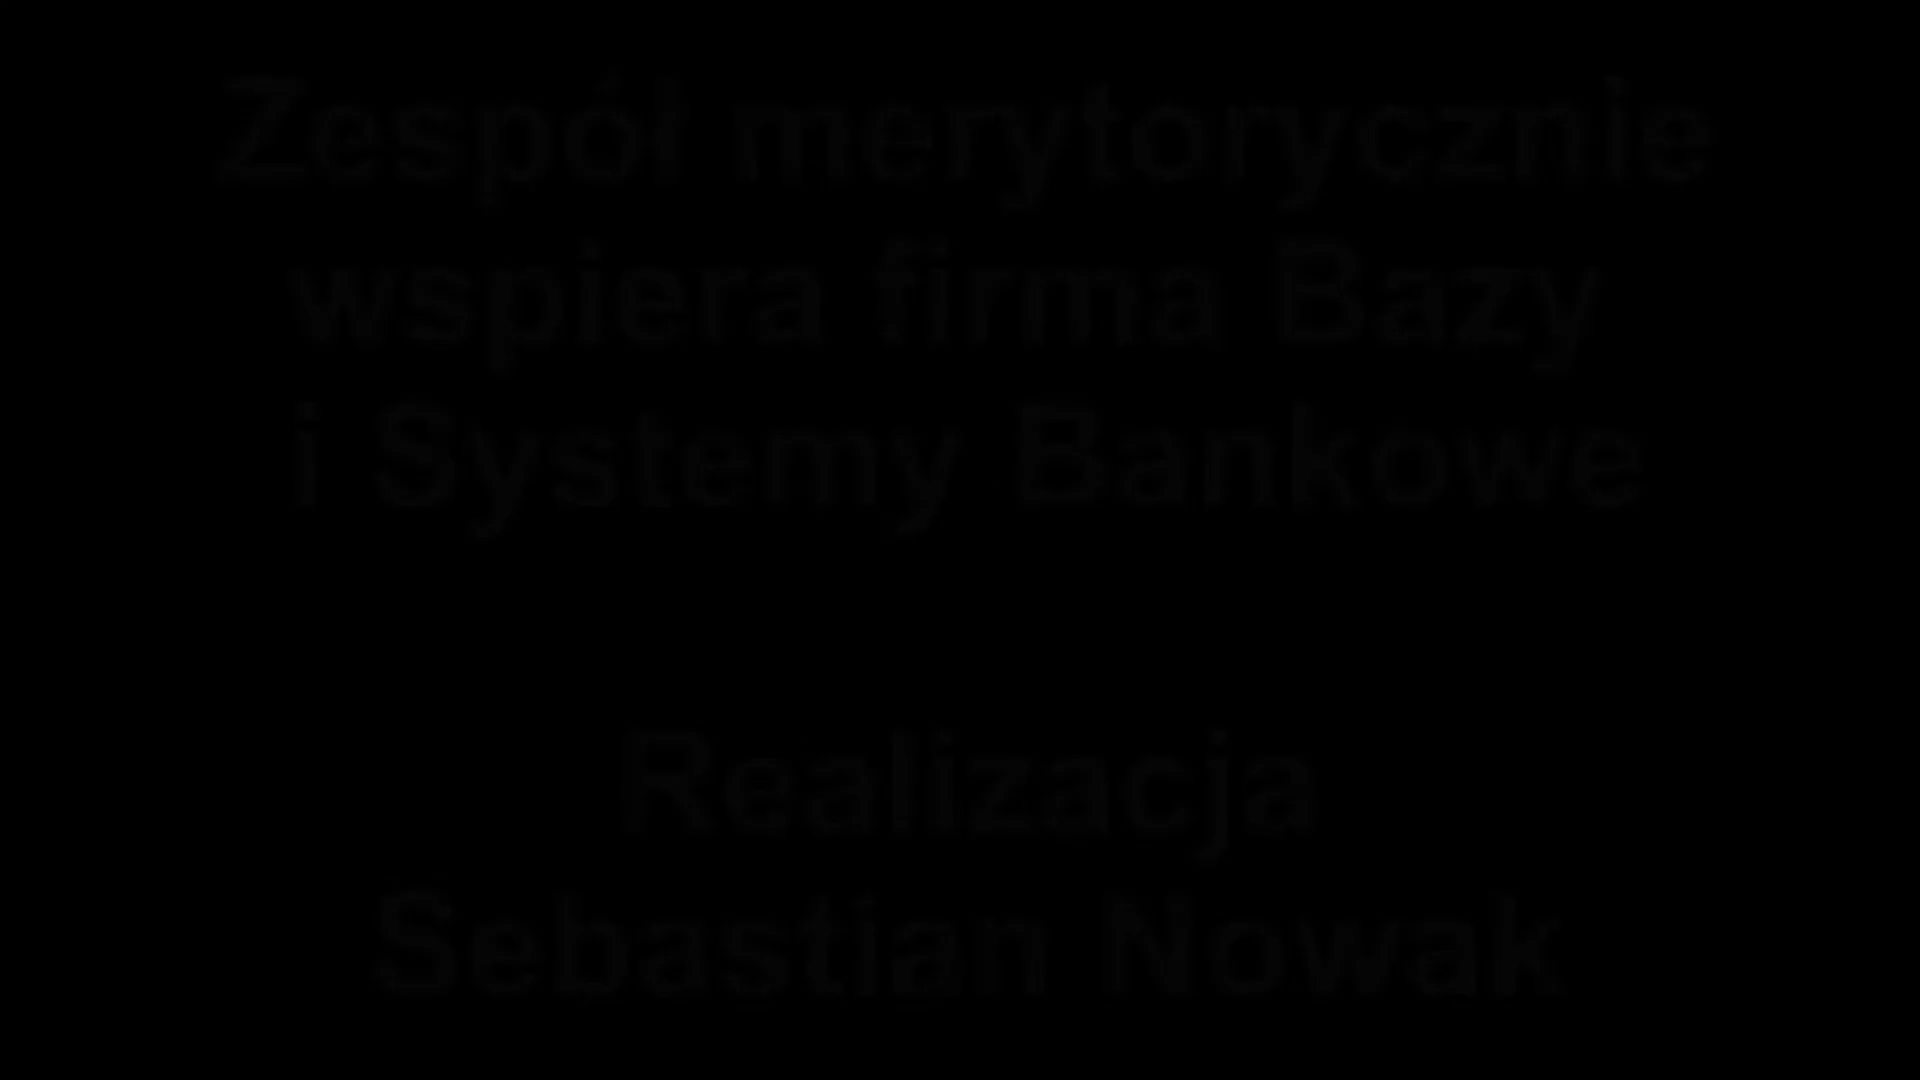 Zespół merytorycznie
wspiera firma Bazy
i Systemy Bankowe
Realizacja
Sebastian Nowak